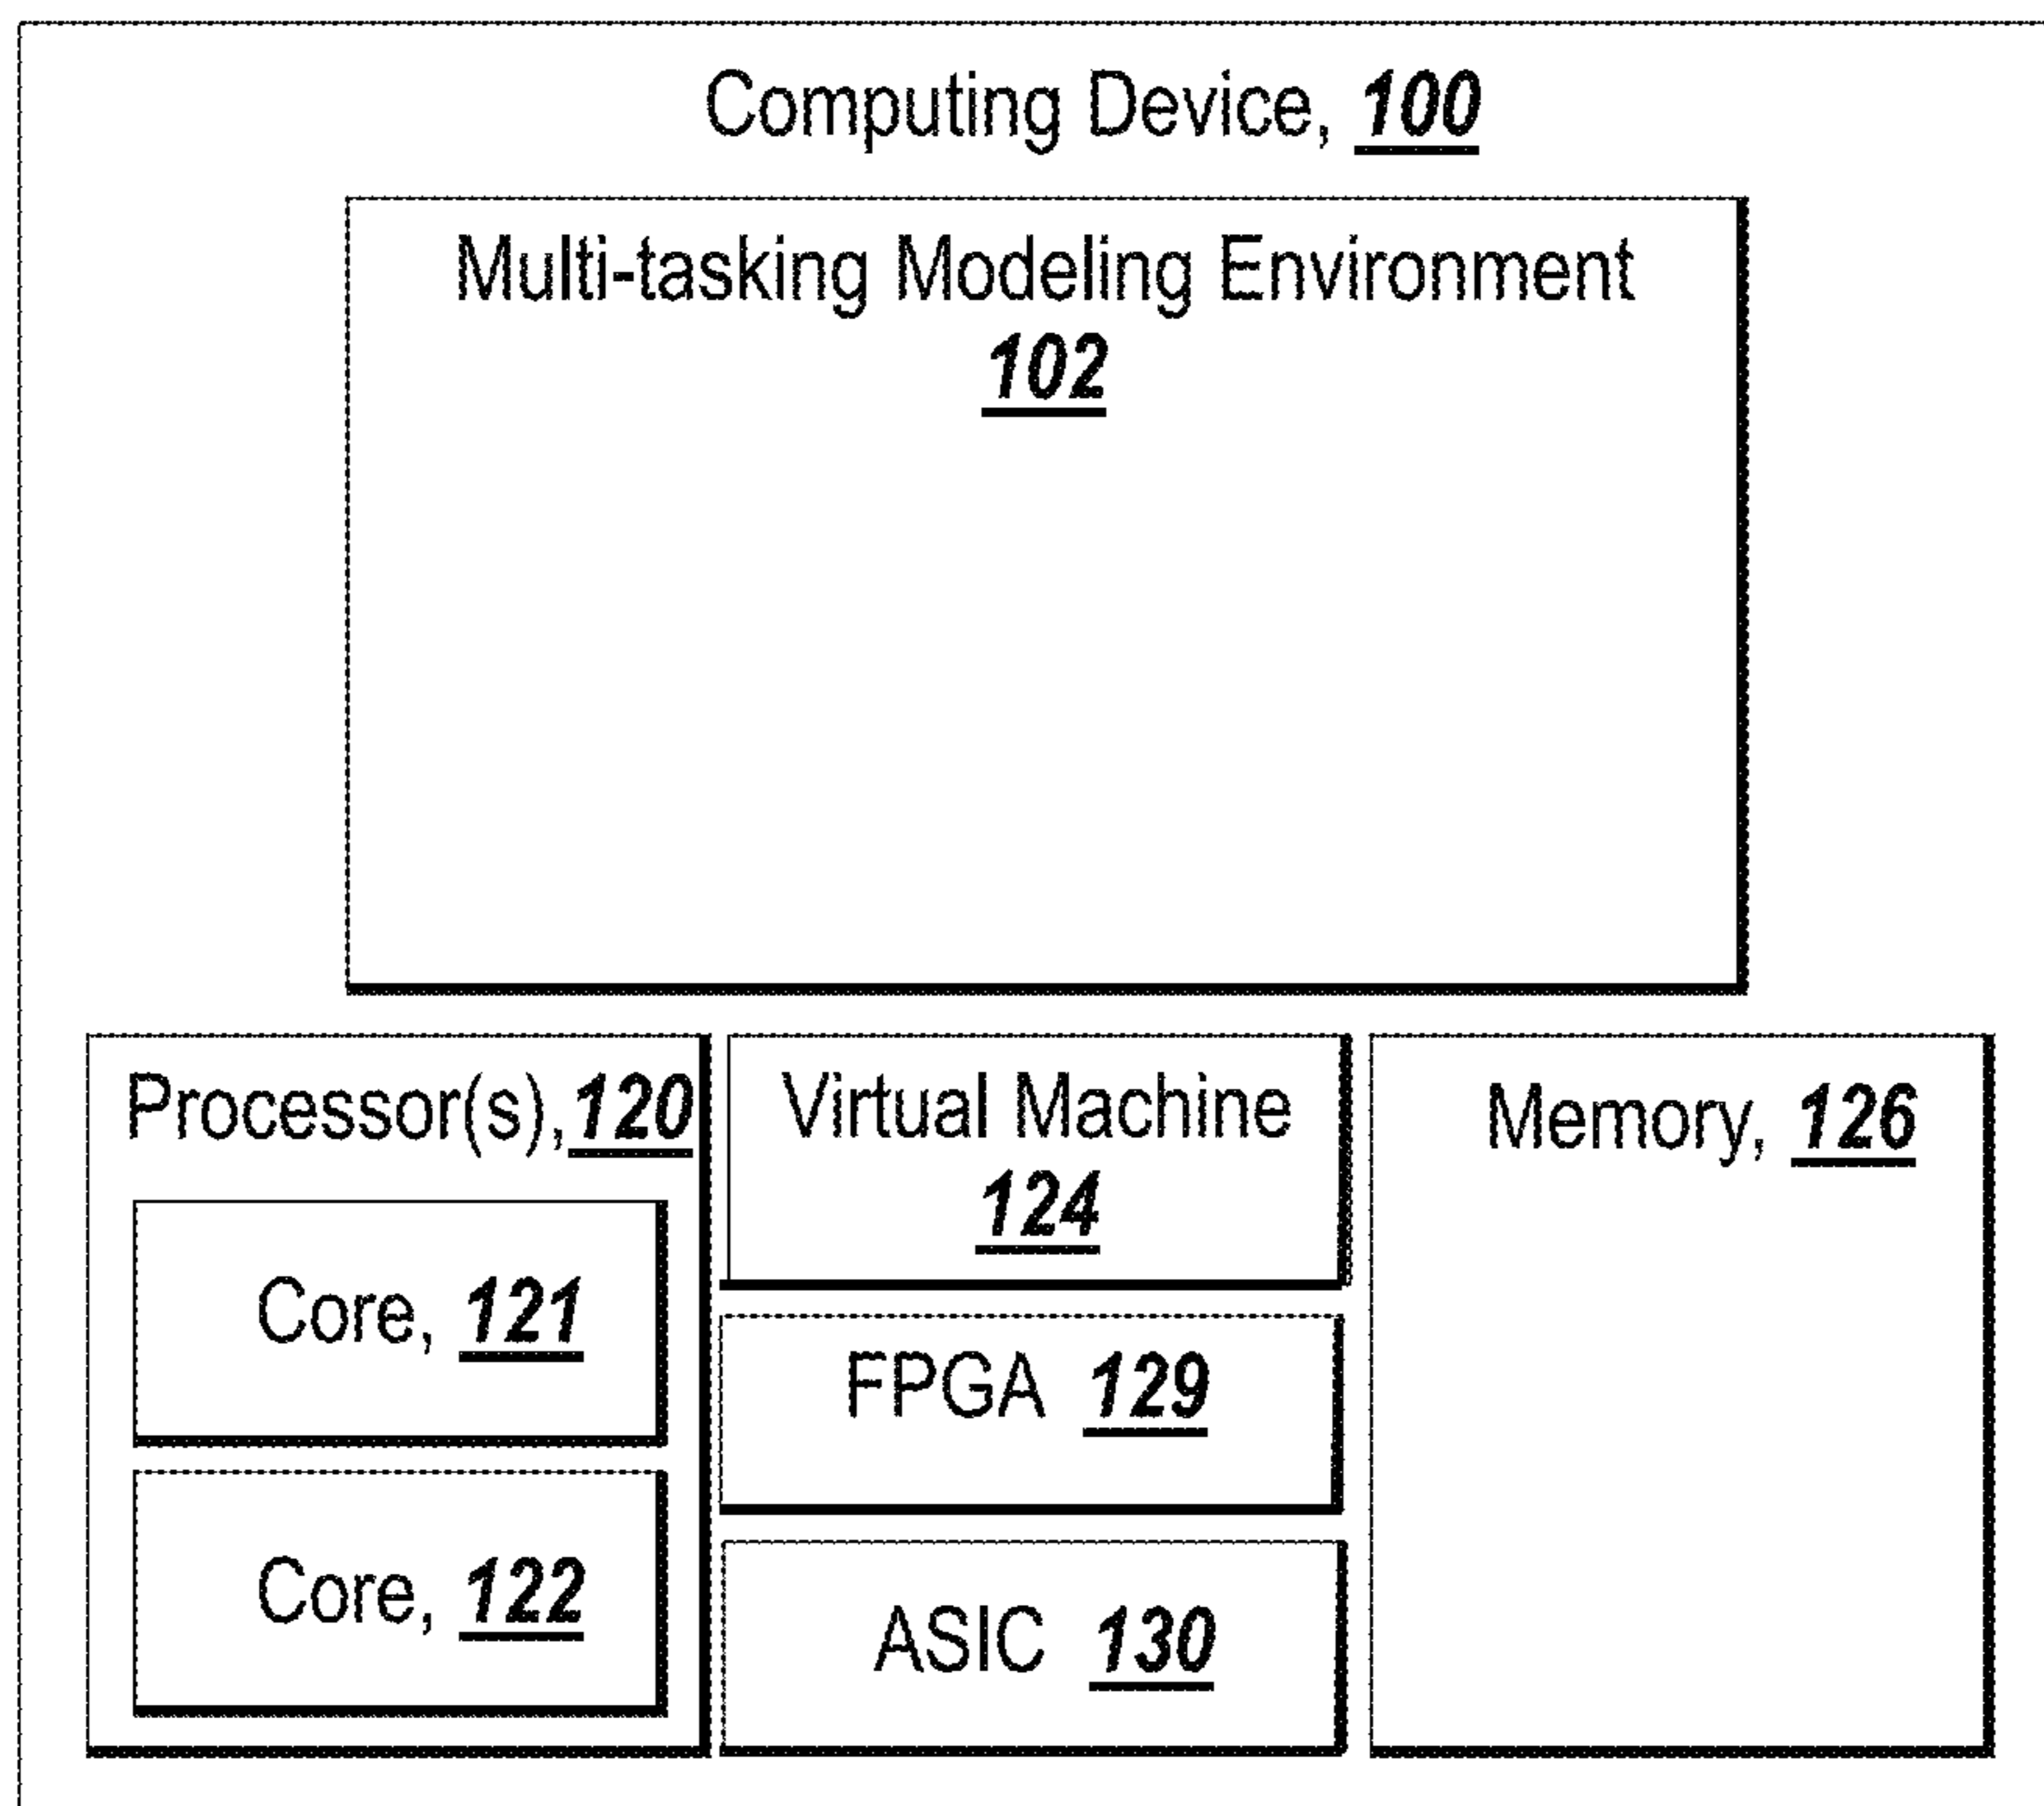 Computing Device, 100
Multi-tasking Modeling Environment
102
Processor(s), 120
Core, 121
Core, 122
Virtual Machine
124
FPGA 129
ASIC 130
Memory, 126